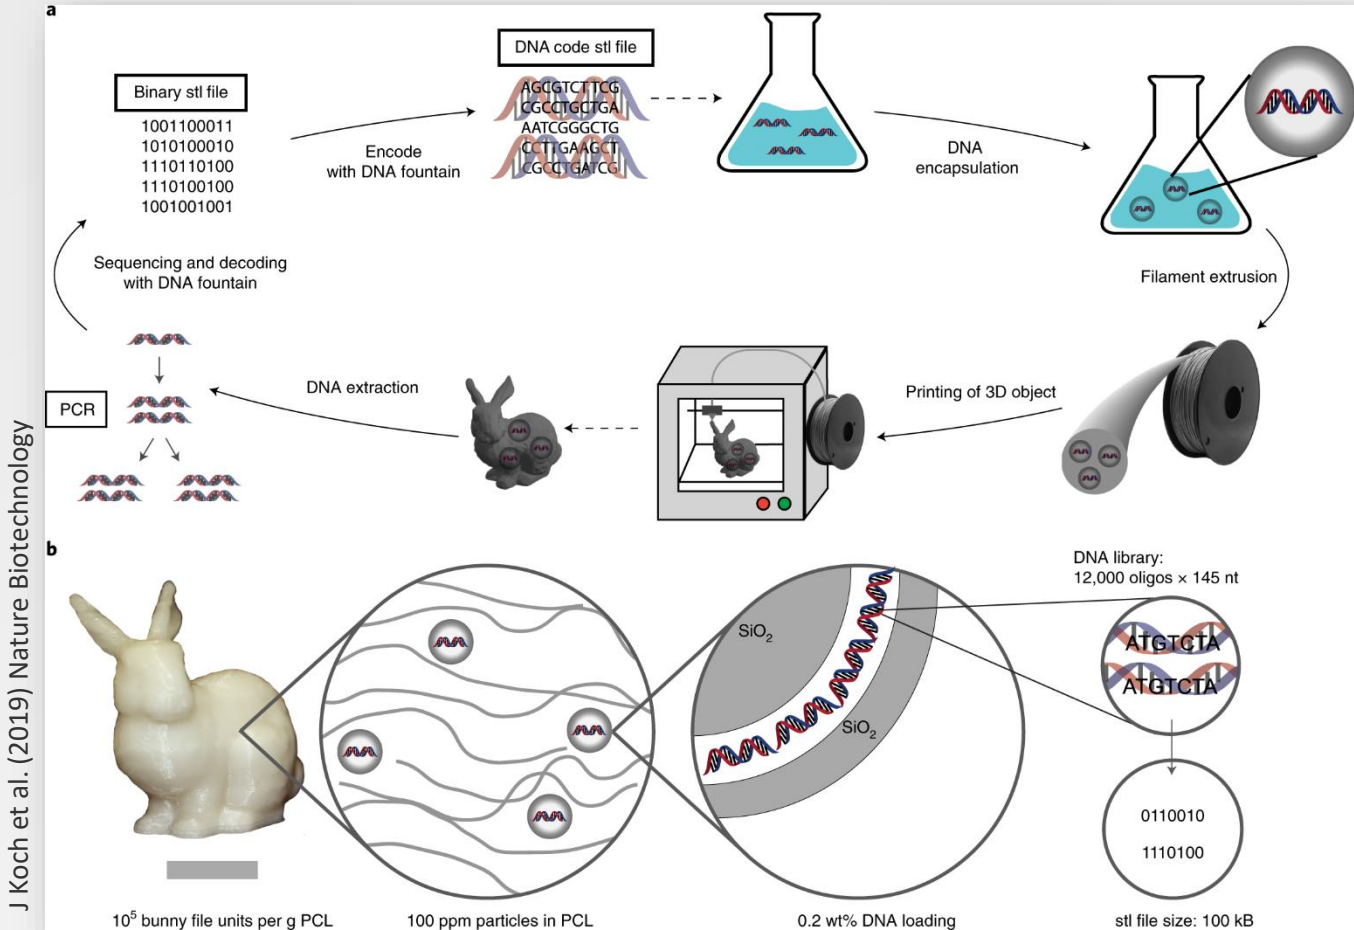 a
Binary stl file
1001100011
1010100010
1110110100
1110100100
1001001001
Encode
with DNA fountain
DNA code stl file
AGCGTCTTCG
CGCCTGCTGA
AATCGGGCTG
CCTTGAAGCT
CGCCTGATCG
DNA
encapsulation
Filament extrusion
Printing of 3D object
DNA extraction
PCR
Sequencing and decoding
with DNA fountain
b
DNA library:
12,000 oligos × 145 nt
SiO₂
SiO₂
ATGTCTA
ATGTCTA
0110010
1110100
10⁵ bunny file units per g PCL
100 ppm particles in PCL
0.2 wt% DNA loading
stl file size: 100 kB
J Koch et al. (2019) Nature Biotechnology